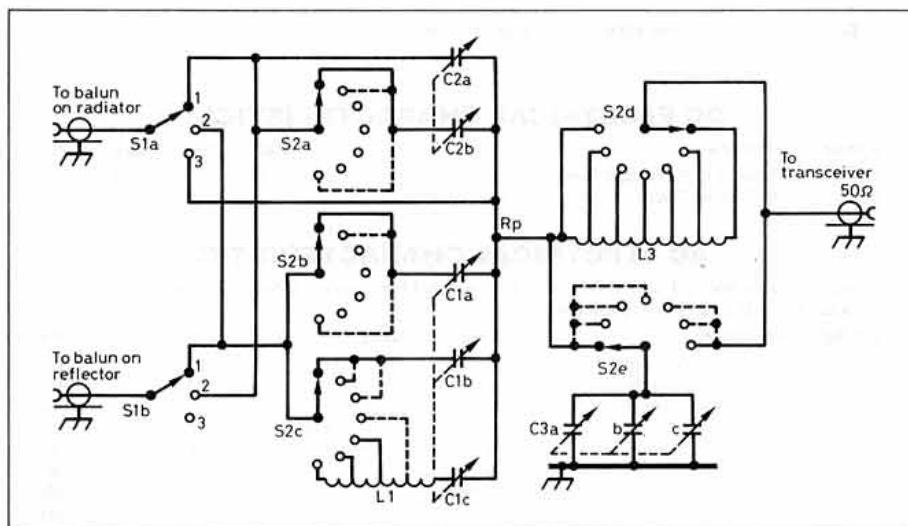 To balun
on radiator
1
2
3
S1a
S2a
C2a
C2b
S2d
To
transceiver
50Ω
Rp
L3
S2b
C1a
To balun on
reflector
1
2
3
S1b
S2c
C1b
L1
C1c
S2e
C3a
b
c